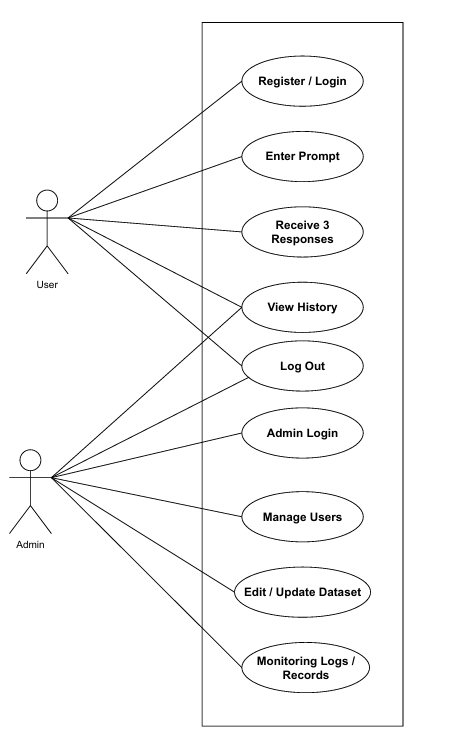 Register / Login
Enter Prompt
Receive 3
Responses
View History
User
Log Out
Admin Login
Manage Users
Admin
Edit / Update Dataset
Monitoring Logs /
Records